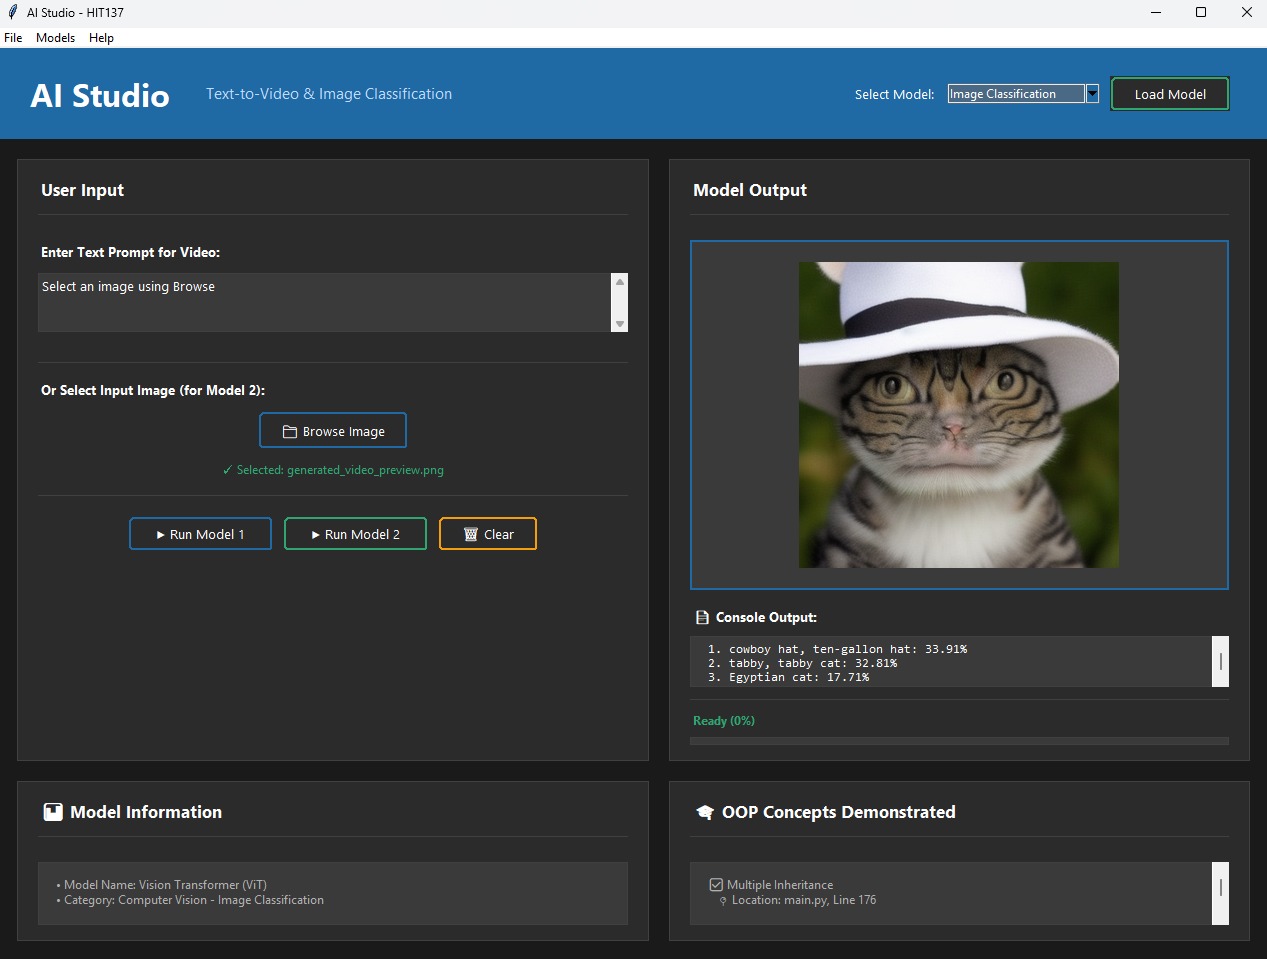 AI Studio - HIT137
File Models Help
AI Studio
Text-to-Video & Image Classification
Select Model:
Image Classification
Load Model
User Input
Enter Text Prompt for Video:
Select an image using Browse
Or Select Input Image (for Model 2):
Browse Image
✓ Selected: generated_video_preview.png
Run Model 1
Run Model 2
Clear
Model Output
Console Output:
1. cowboy hat, ten-gallon hat: 33.91%
2. tabby, tabby cat: 32.81%
3. Egyptian cat: 17.71%
Ready (0%)
Model Information
• Model Name: Vision Transformer (ViT)
• Category: Computer Vision - Image Classification
OOP Concepts Demonstrated
Multiple Inheritance
Location: main.py, Line 176